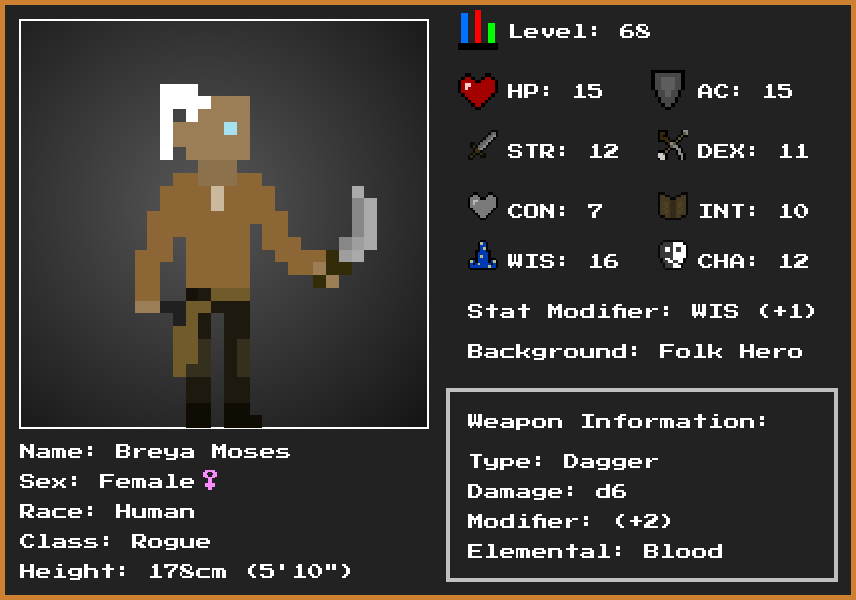 Level: 68
HP: 15 AC: 15
STR: 12 DEX: 11
CON: 7 INT: 10
WIS: 16 CHA: 12
Stat Modifier: WIS (+1)
Background: Folk Hero
Weapon Information:
Type: Dagger
Damage: d6
Modifier: (+2)
Elemental: Blood
Name: Breya Moses
Sex: Female♀
Race: Human
Class: Rogue
Height: 178cm (5'10")